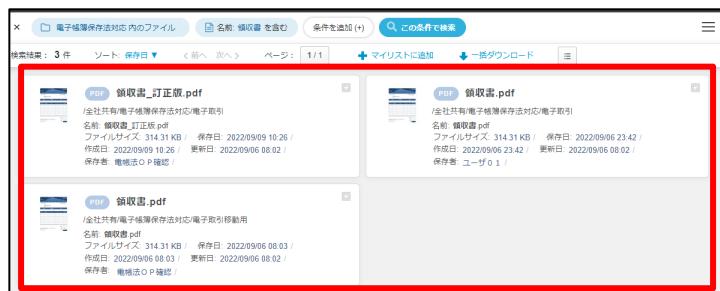 × 電子帳簿保存法対応 内のファイル 名前: 領収書 を含む 条件を追加 (+) この条件で検索
検索結果: 3 件 ソート: 保存日▼ < 前へ 次へ > ページ: 1 / 1 マイリストに追加 一括ダウンロード
PDF 領収書_訂正版.pdf
/全社共有/電子帳簿保存法対応/電子取引
名前: 領収書_訂正版.pdf
ファイルサイズ: 314.31 KB / 保存日: 2022/09/09 10:26 /
作成日: 2022/09/09 10:26 / 更新日: 2022/09/06 08:02 /
保存者: 電帳法OP確認 /
PDF 領収書.pdf
/全社共有/電子帳簿保存法対応/電子取引
名前: 領収書.pdf
ファイルサイズ: 314.31 KB / 保存日: 2022/09/06 23:42 /
作成日: 2022/09/06 23:42 / 更新日: 2022/09/06 08:02 /
保存者: ユーザ01 /
PDF 領収書.pdf
/全社共有/電子帳簿保存法対応/電子取引移動用
名前: 領収書.pdf
ファイルサイズ: 314.31 KB / 保存日: 2022/09/06 08:03 /
作成日: 2022/09/06 08:03 / 更新日: 2022/09/06 08:02 /
保存者: 電帳法OP確認 /